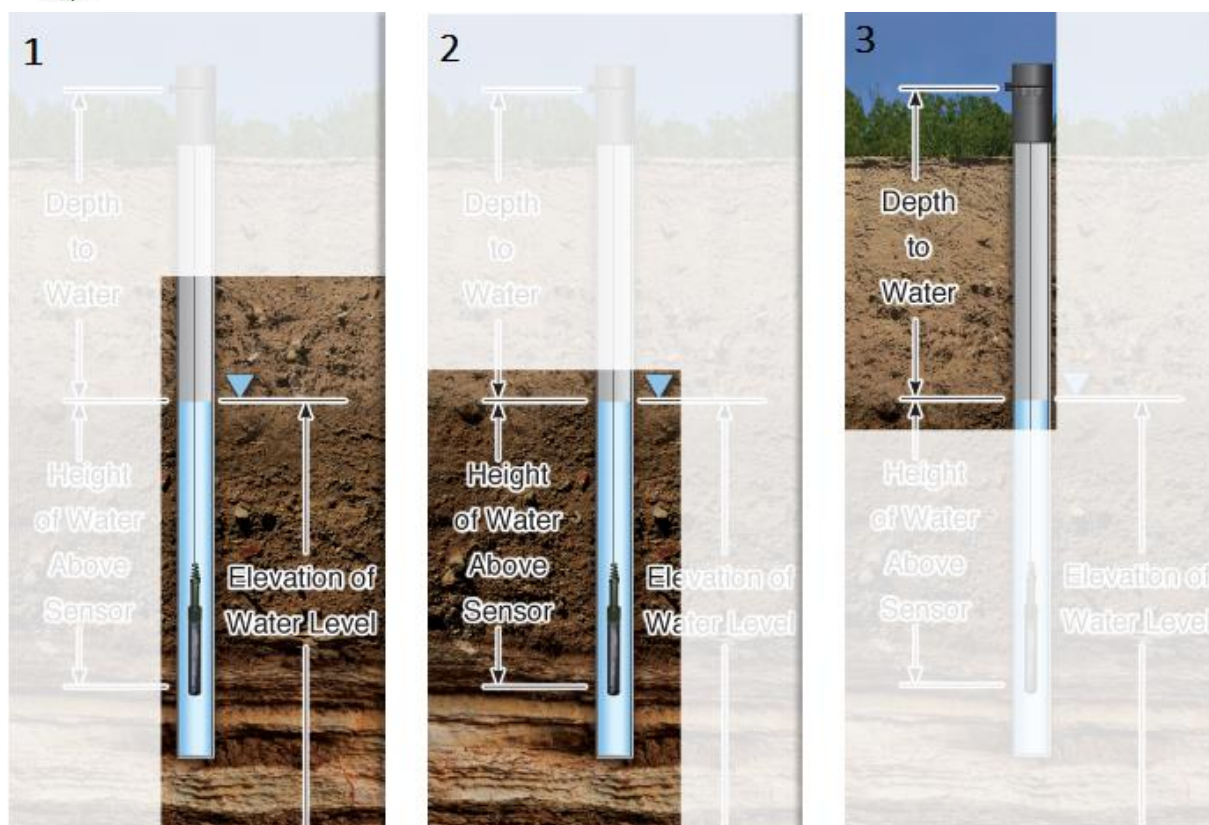 1
Depth
to
Water
Height
of Water
Above
Sensor
Elevation of
Water Level
2
Depth
to
Water
Height
of Water
Above
Sensor
Elevation of
Water Level
3
Depth
to
Water
Height
of Water
Above
Sensor
Elevation of
Water Level